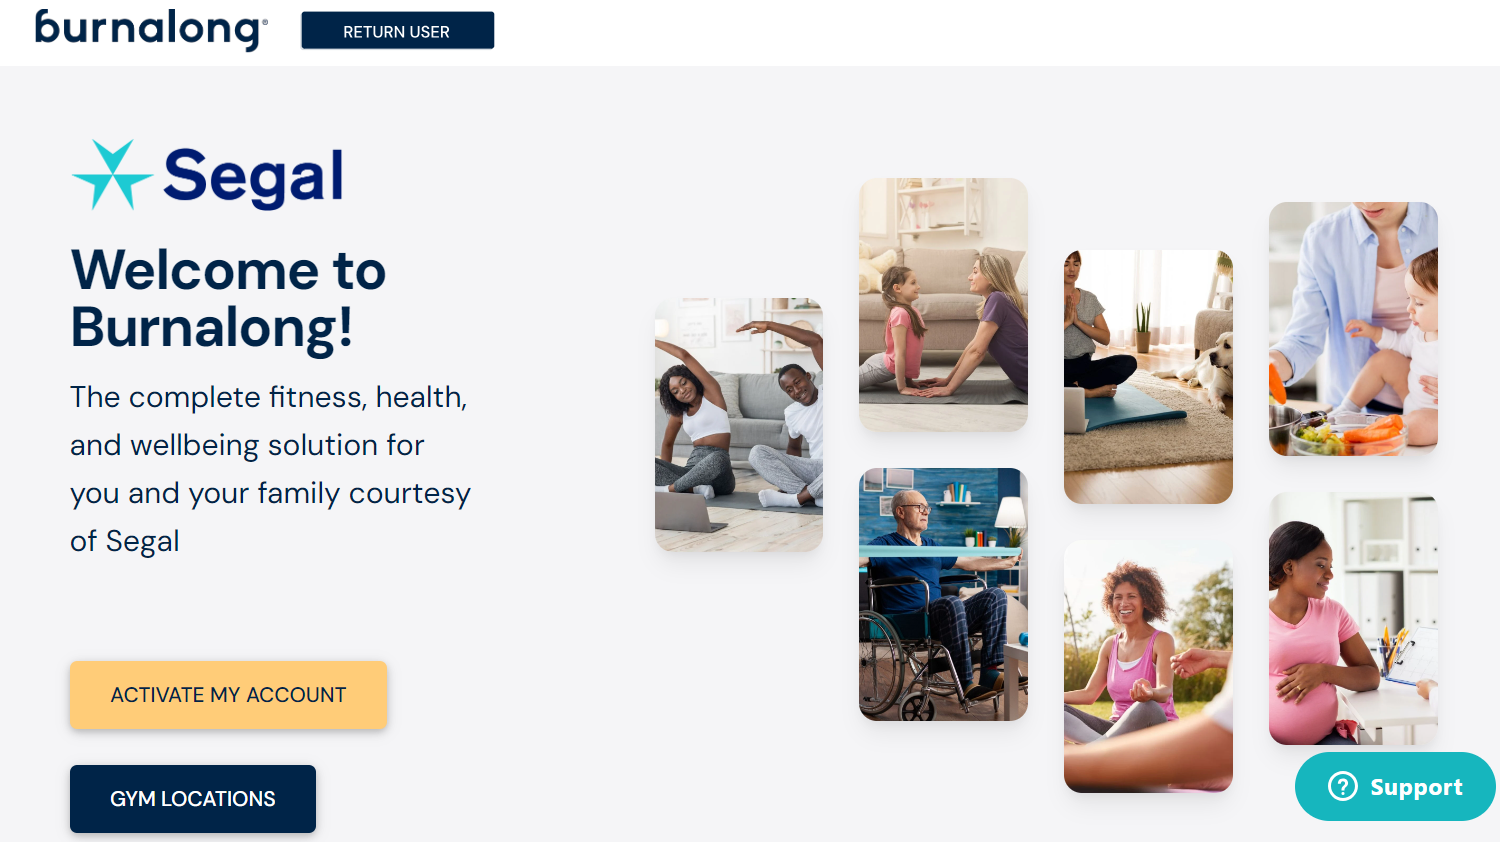 burnalong®
RETURN USER
Segal
Welcome to
Burnalong!
The complete fitness, health,
and wellbeing solution for
you and your family courtesy
of Segal
ACTIVATE MY ACCOUNT
GYM LOCATIONS
Support